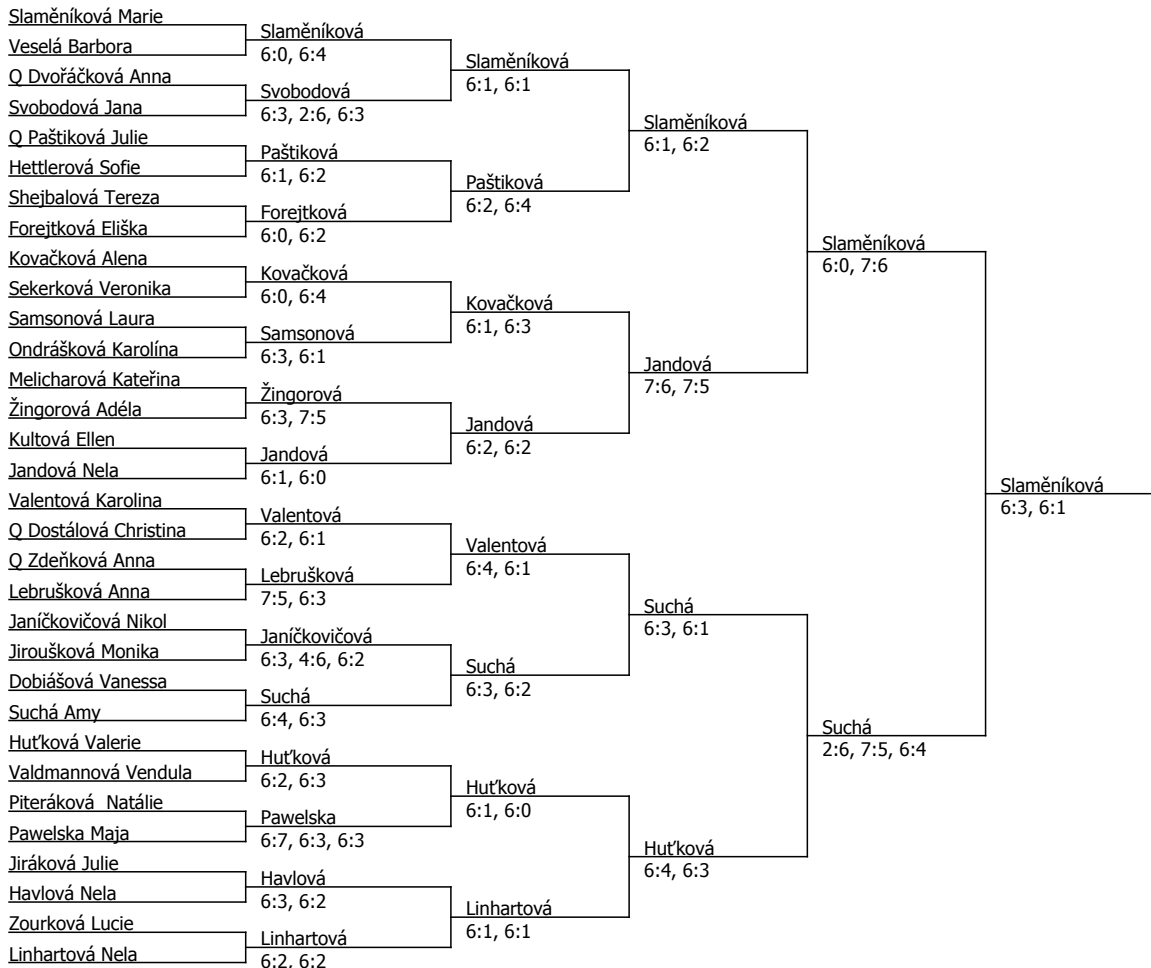 Slaměníková Marie
Veselá Barbora
Q Dvořáčková Anna
Svobodová Jana
Q Paštiková Julie
Hettlerová Sofie
Shejbalová Tereza
Forejtková Eliška
Kovačková Alena
Sekerková Veronika
Samsonová Laura
Ondrášková Karolína
Melicharová Kateřina
Žingorová Adéla
Kultová Ellen
Jandová Nela
Valentová Karolina
Q Dostálová Christina
Q Zdeňková Anna
Lebrušková Anna
Janíčkovičová Nikol
Jiroušková Monika
Dobiášová Vanessa
Suchá Amy
Huťková Valerie
Valdmannová Vendula
Piteráková  Natálie
Pawelska Maja
Jiráková Julie
Havlová Nela
Zourková Lucie
Linhartová Nela
Slaměníková
6:0, 6:4
Svobodová
6:3, 2:6, 6:3
Paštiková
6:1, 6:2
Forejtková
6:0, 6:2
Kovačková
6:0, 6:4
Samsonová
6:3, 6:1
Žingorová
6:3, 7:5
Jandová
6:1, 6:0
Valentová
6:2, 6:1
Lebrušková
7:5, 6:3
Janíčkovičová
6:3, 4:6, 6:2
Suchá
6:4, 6:3
Huťková
6:2, 6:3
Pawelska
6:7, 6:3, 6:3
Havlová
6:3, 6:2
Linhartová
6:2, 6:2
Slaměníková
6:1, 6:1
Paštiková
6:2, 6:4
Kovačková
6:1, 6:3
Jandová
6:2, 6:2
Valentová
6:4, 6:1
Suchá
6:3, 6:2
Huťková
6:1, 6:0
Linhartová
6:1, 6:1
Slaměníková
6:1, 6:2
Jandová
7:6, 7:5
Suchá
6:3, 6:1
Huťková
6:4, 6:3
Slaměníková
6:0, 7:6
Suchá
2:6, 7:5, 6:4
Slaměníková
6:3, 6:1